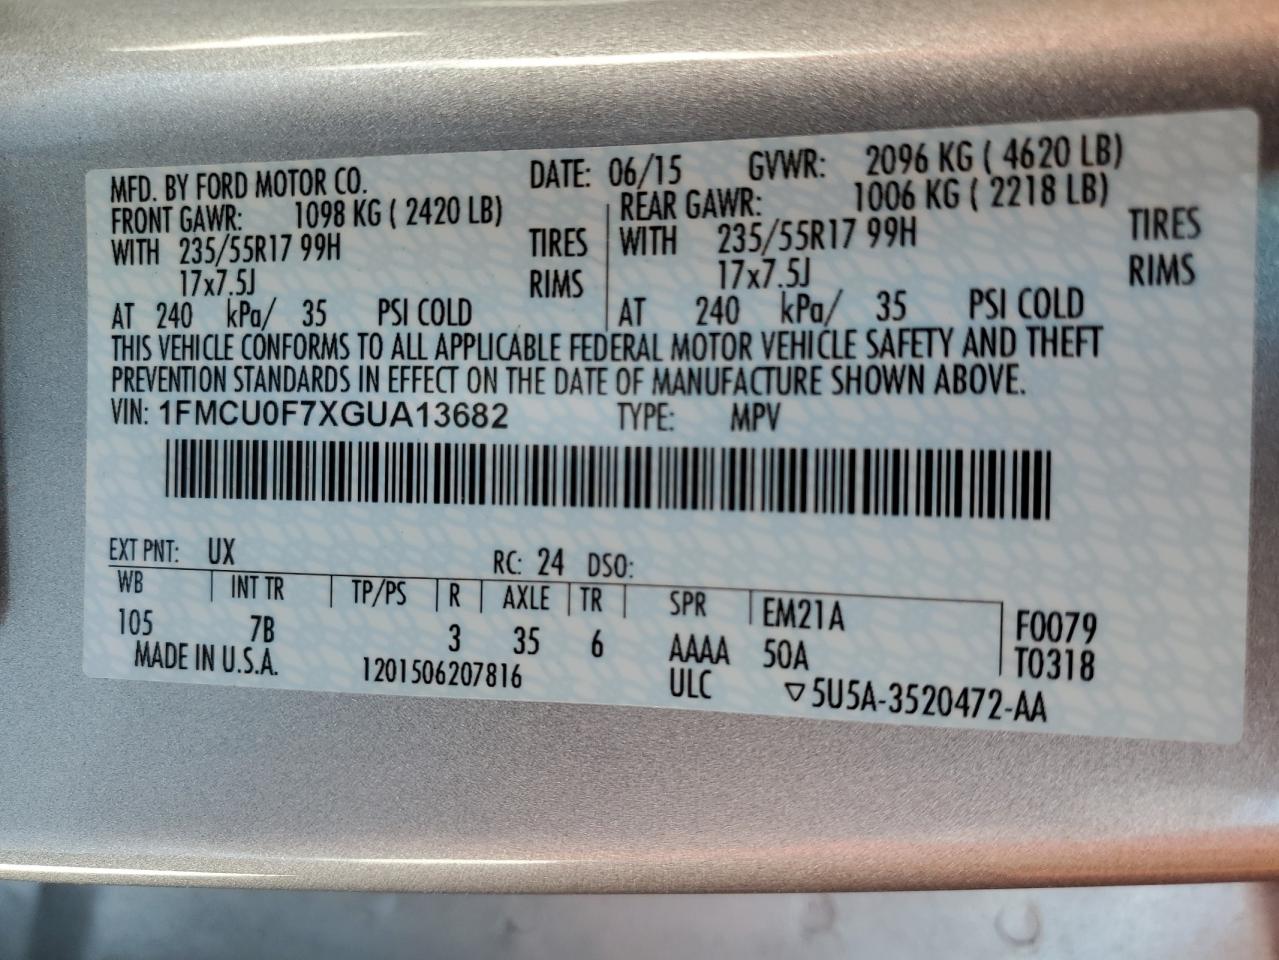 MFD. BY FORD MOTOR CO. DATE: 06/15 GVWR: 2096 KG ( 4620 LB)
FRONT GAWR: 1098 KG ( 2420 LB) REAR GAWR: 1006 KG ( 2218 LB)
WITH 235/55R17 99H TIRES WITH 235/55R17 99H TIRES
17x7.5J RIMS 17x7.5J RIMS
AT 240 kPa/ 35 PSI COLD AT 240 kPa/ 35 PSI COLD
THIS VEHICLE CONFORMS TO ALL APPLICABLE FEDERAL MOTOR VEHICLE SAFETY AND THEFT
PREVENTION STANDARDS IN EFFECT ON THE DATE OF MANUFACTURE SHOWN ABOVE.
VIN: 1FMCU0F7XGUA13682 TYPE: MPV
EXT PNT: UX RC: 24 DSO:
WB INT TR TP/PS R AXLE TR SPR EM21A F0079
105 7B 3 35 6 AAAA 50A T0318
MADE IN U.S.A. 1201506207816 ULC ▽5U5A-3520472-AA